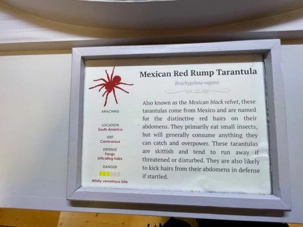 Mexican Red Rump Tarantula
Brachypelma vagans
ARACHNID
LOCATION
South America
DIET
Carnivorous
DEFENSE
Fangs
Urticating hairs
DANGER
Mildly venomous bite
Also known as the Mexican black velvet, these
tarantulas come from Mexico and are named
for the distinctive red hairs on their
abdomens. They primarily eat small insects,
but will generally consume anything they
can catch and overpower. These tarantulas
are skittish and tend to run away if
threatened or disturbed. They are also likely
to kick hairs from their abdomens in defense
if startled.